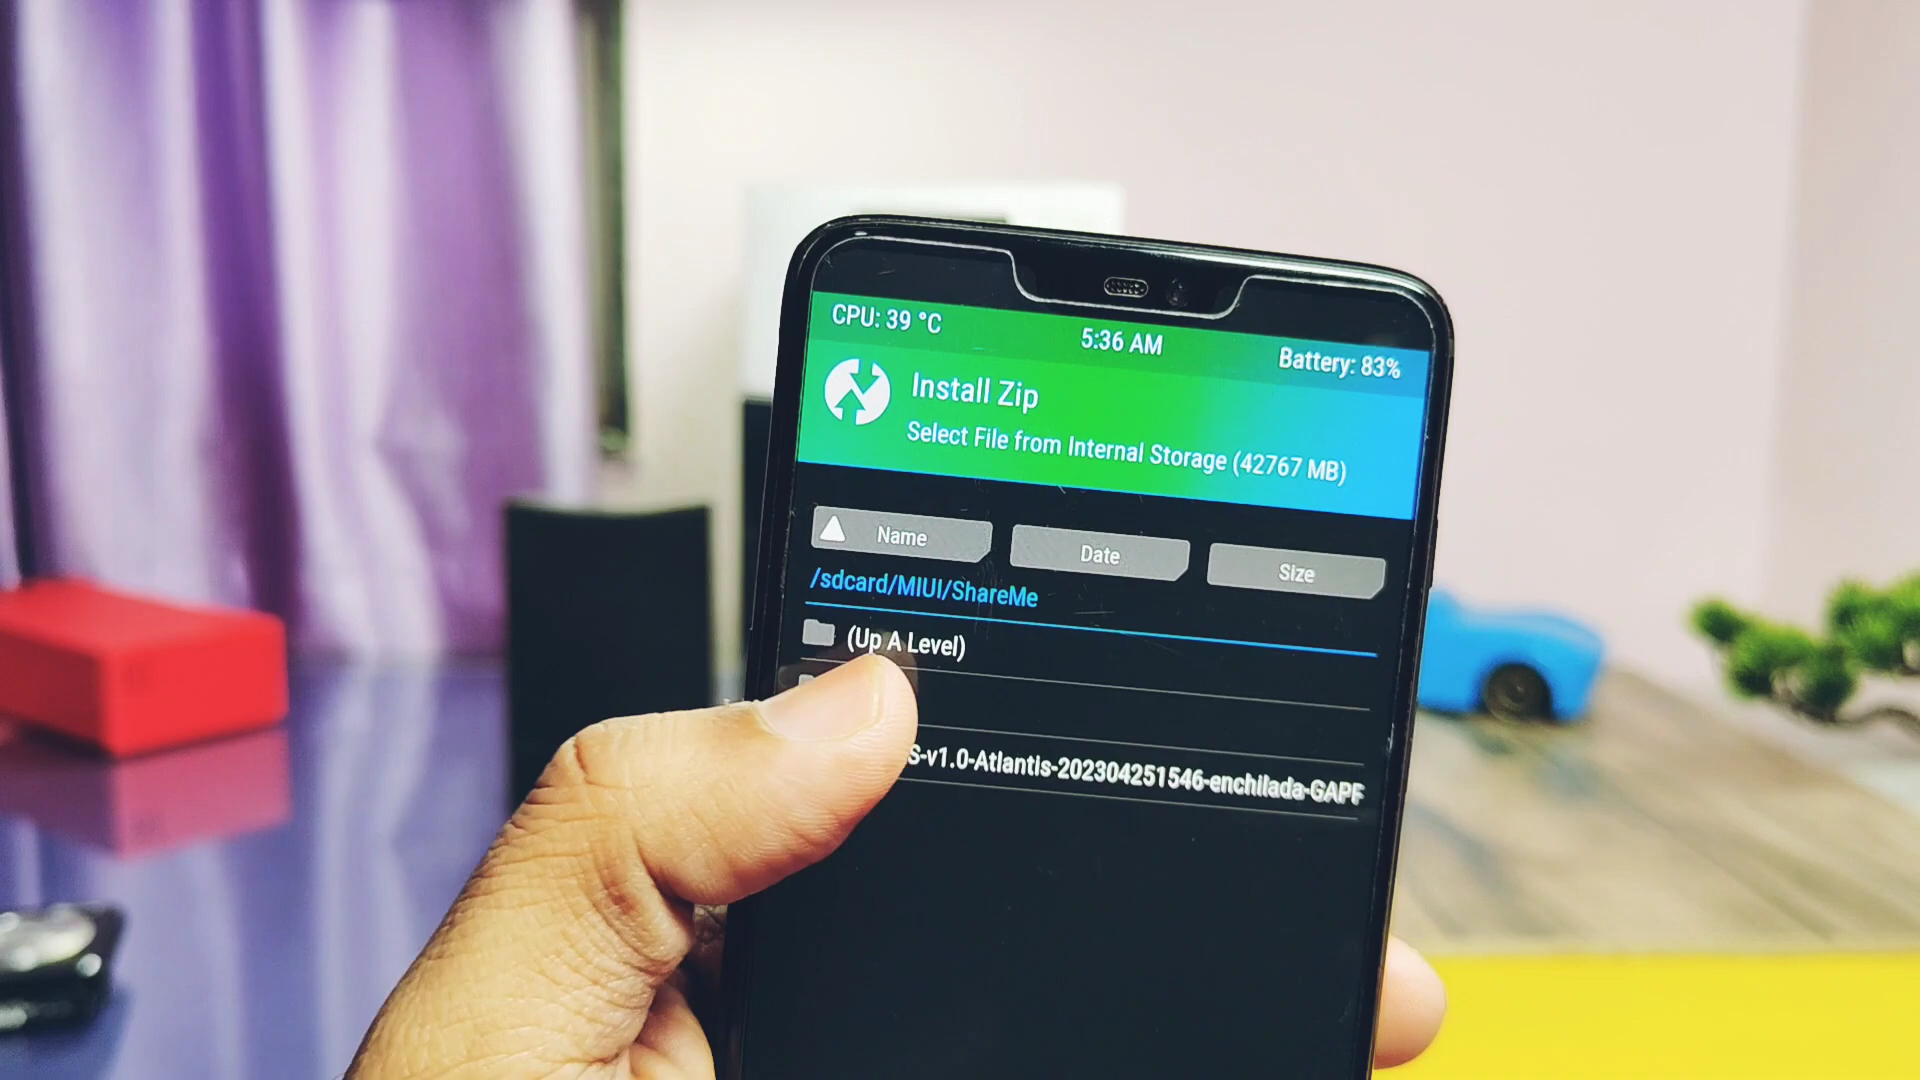 CPU: 39 °C
5:36 AM
Battery: 83%
Install Zip
Select File from Internal Storage (42767 MB)
Name
Date
Size
/sdcard/MIUI/ShareMe
(Up A Level)
S-v1.0-Atlantis-202304251546-enchilada-GAPP